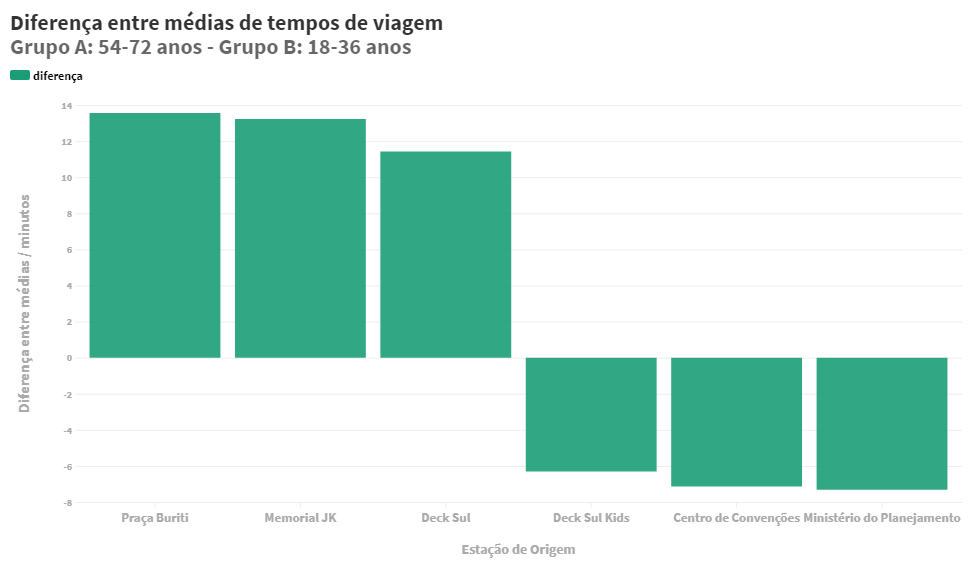 Diferença entre médias de tempos de viagem
Grupo A: 54-72 anos - Grupo B: 18-36 anos
diferença
14
12
10
8
6
4
2
0
-2
-4
-6
-8
Diferença entre médias / minutos
Praça Buriti
Memorial JK
Deck Sul
Deck Sul Kids
Centro de Convenções
Ministério do Planejamento
Estação de Origem